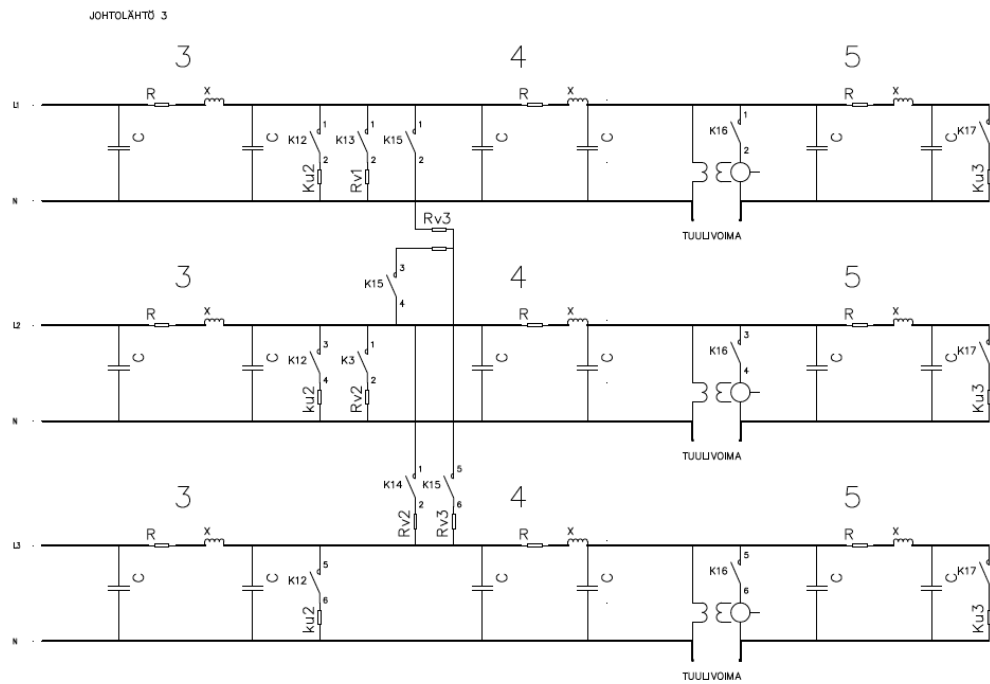 JOHTOLÄHTÖ 3
3 4 5
R X R X R X
L1
C C K12 1 2 K13 1 2 K15 1 2 C C K16 1 2 C C K17
Ku2 Rv1 Ku3
N
Rv3
TUULIVOIMA
3 K15 3 4 4 5
R X R X R X
L2
C C K12 3 4 K3 1 2 C C K16 3 4 C C K17
ku2 Rv2 Ku3
N
TUULIVOIMA
K14 1 2 K15 5 6
3 4 5
Rv2 Rv3
R X R X R X
L3
C C K12 5 6 C C K16 5 6 C C K17
ku2 Ku3
N
TUULIVOIMA